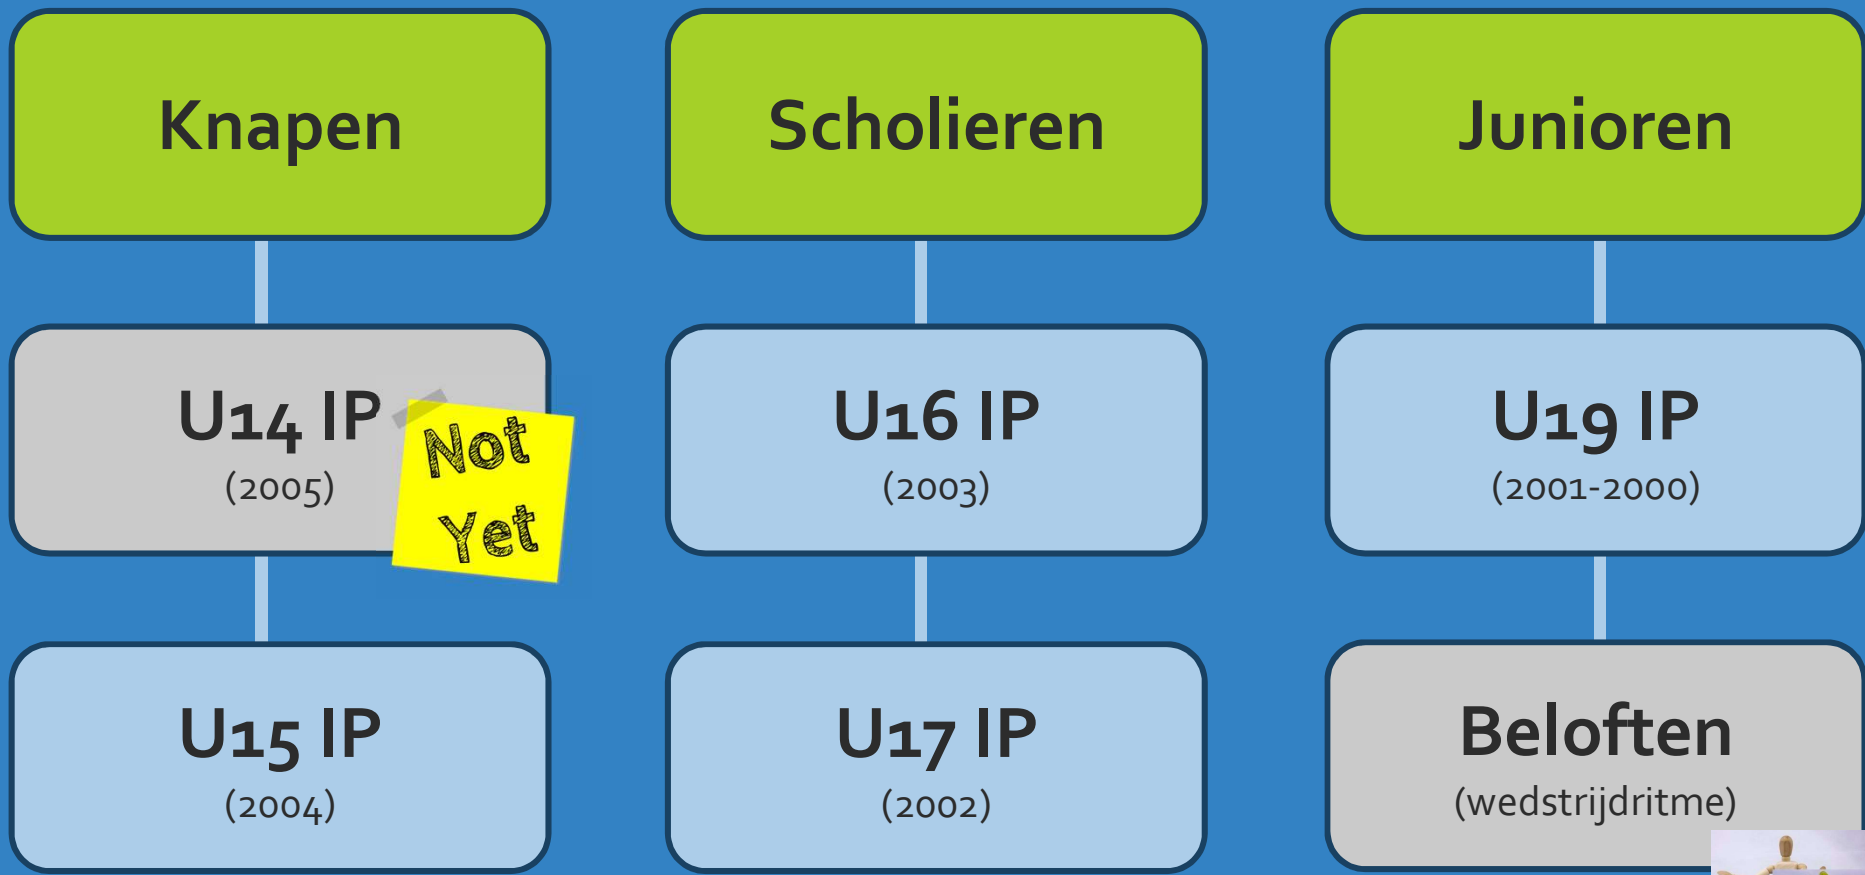 Knapen
U14 IP
(2005)
Not
Yet
U15 IP
(2004)
Scholieren
U16 IP
(2003)
U17 IP
(2002)
Junioren
U19 IP
(2001-2000)
Beloften
(wedstrijdritme)